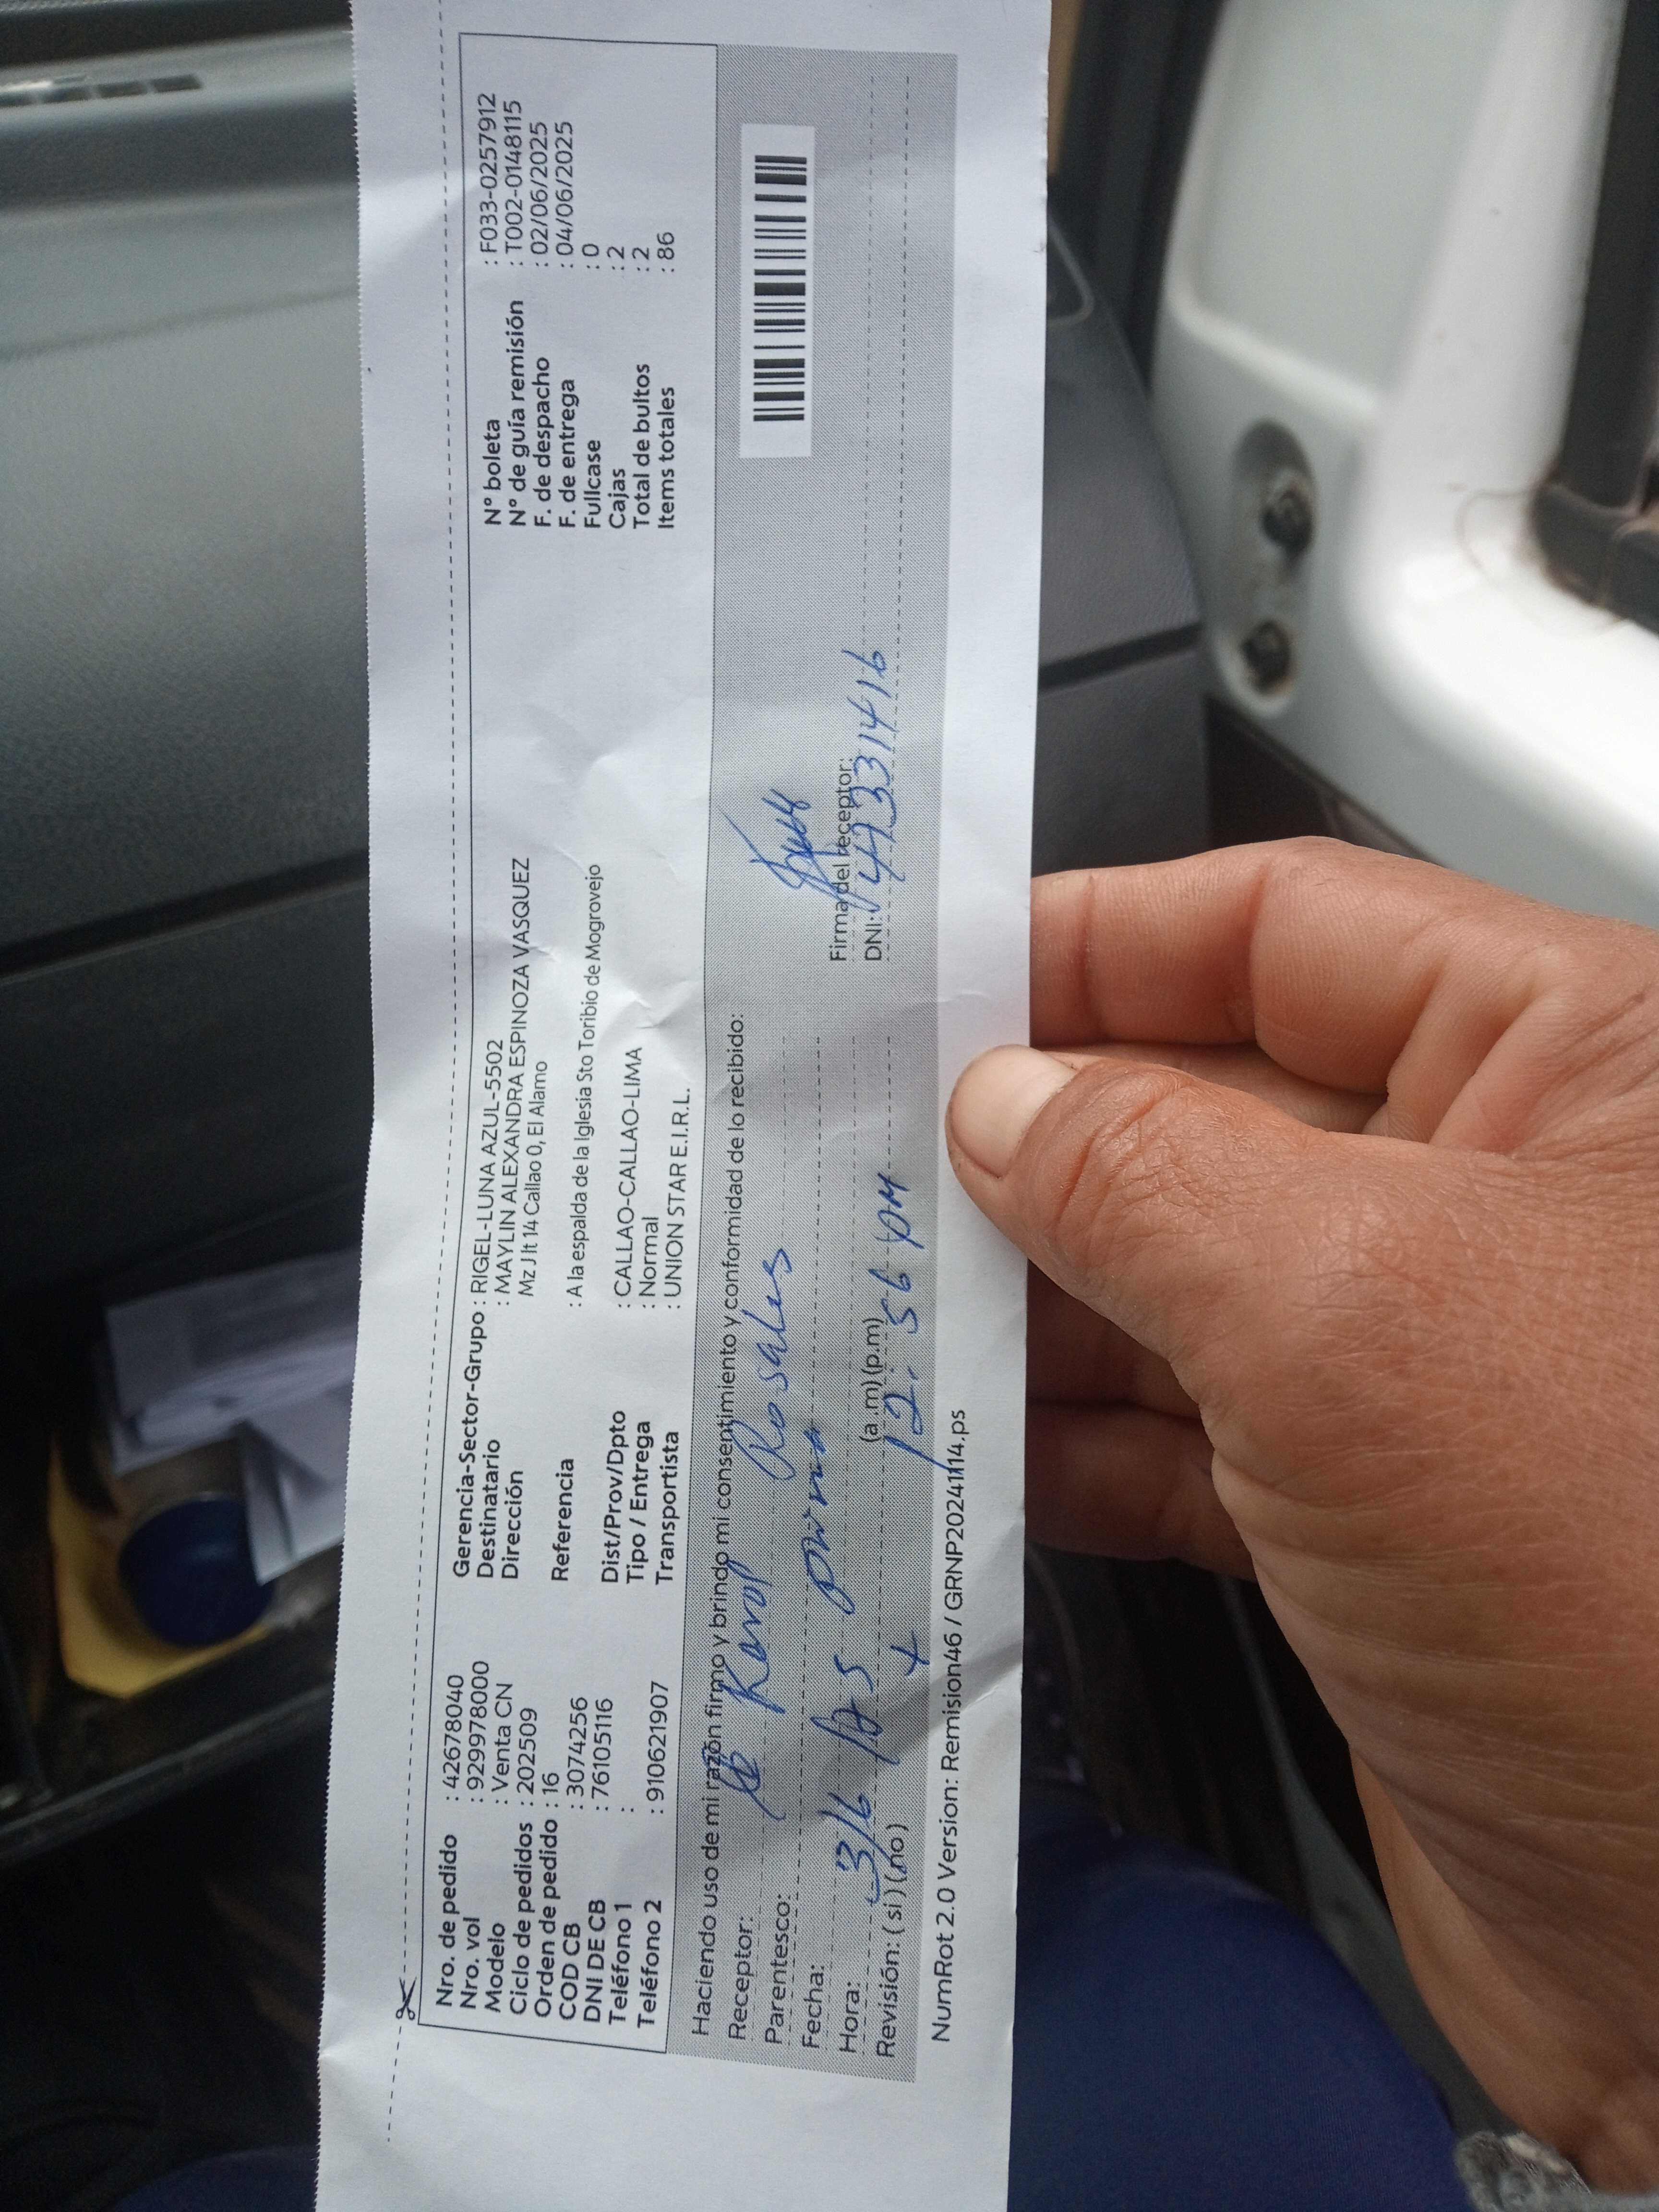 Nro. de pedido : 42678040
Nro. vol : 929978000
Modelo : Venta CN
Ciclo de pedidos : 202509
Orden de pedido : 16
COD CB : 3074256
DNI DE CB : 76105116
Teléfono 1 :
Teléfono 2 : 910621907
Gerencia-Sector-Grupo : RIGEL-LUNA AZUL-5502
Destinatario : MAYLIN ALEXANDRA ESPINOZA VASQUEZ
Dirección Mz J lt 14 Callao 0, El Alamo
Referencia : A la espalda de la Iglesia Sto Toribio de Mogrovejo
Dist/Prov/Dpto : CALLAO-CALLAO-LIMA
Tipo / Entrega : Normal
Transportista : UNION STAR E.I.R.L.
N° boleta : F033-0257912
N° de guía remisión : T002-0148115
F. de despacho : 02/06/2025
F. de entrega : 04/06/2025
Fullcase : 0
Cajas : 2
Total de bultos : 2
Items totales : 86
Haciendo uso de mi razón firmo y brindo mi consentimiento y conformidad de lo recibido:
Receptor: Karol Rosales
Parentesco:
Fecha: 3/6
Hora: (a.m) (p.m) 12:56 pm
Revisión: ( si ) ( no )
Firma del receptor:
DNI: 47331416
NumRot 2.0 Version: Remision46 / GRNP20241114.ps